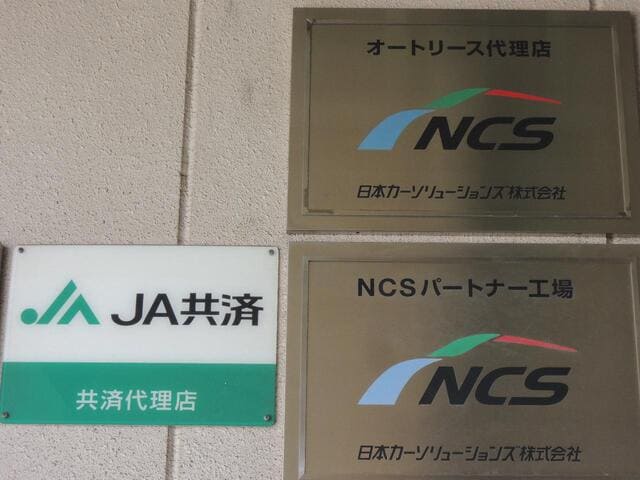 オートリース代理店
NCS
日本カーソリューションズ株式会社
JA共済
共済代理店
NCSパートナー工場
NCS
日本カーソリューションズ株式会社